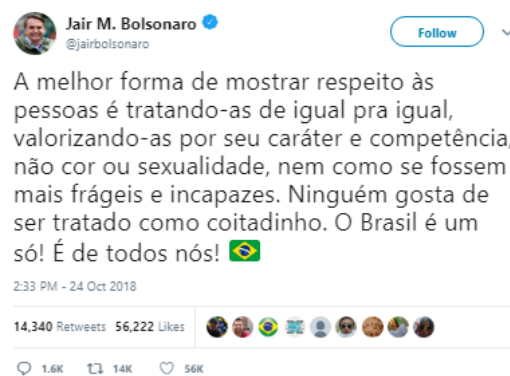 Jair M. Bolsonaro
@jairbolsonaro
Follow
A melhor forma de mostrar respeito às
pessoas é tratando-as de igual pra igual,
valorizando-as por seu caráter e competência,
não cor ou sexualidade, nem como se fossem
mais frágeis e incapazes. Ninguém gosta de
ser tratado como coitadinho. O Brasil é um
só! É de todos nós! 🇧🇷
2:33 PM - 24 Oct 2018
14,340 Retweets 56,222 Likes
1.6K 14K 56K